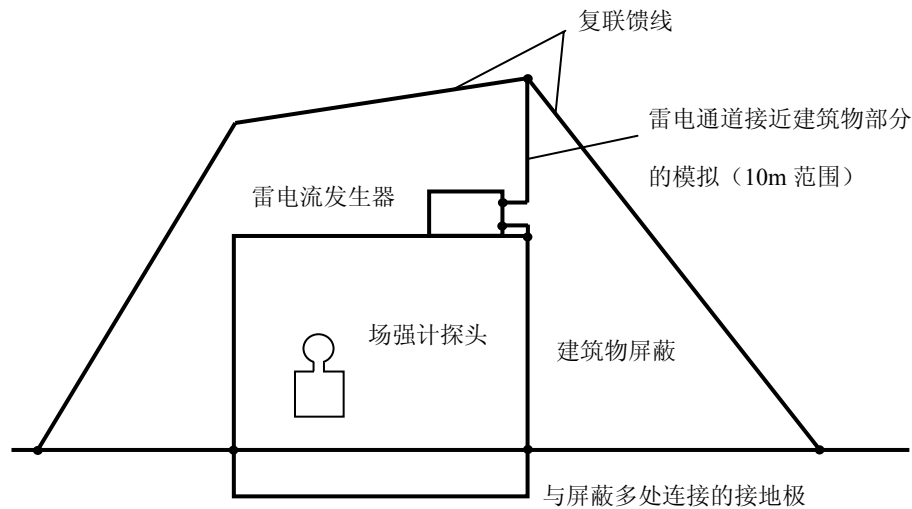 复联馈线
雷电通道接近建筑物部分
的模拟（10m 范围）
雷电流发生器
场强计探头
建筑物屏蔽
与屏蔽多处连接的接地极